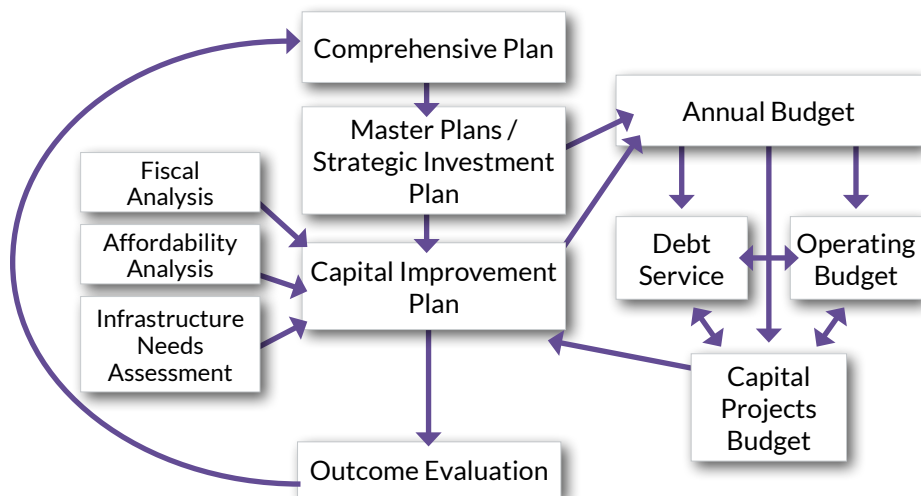 Comprehensive Plan
Master Plans /
Strategic Investment
Plan
Annual Budget
Fiscal
Analysis
Affordability
Analysis
Infrastructure
Needs
Assessment
Capital Improvement
Plan
Debt
Service
Operating
Budget
Capital
Projects
Budget
Outcome Evaluation